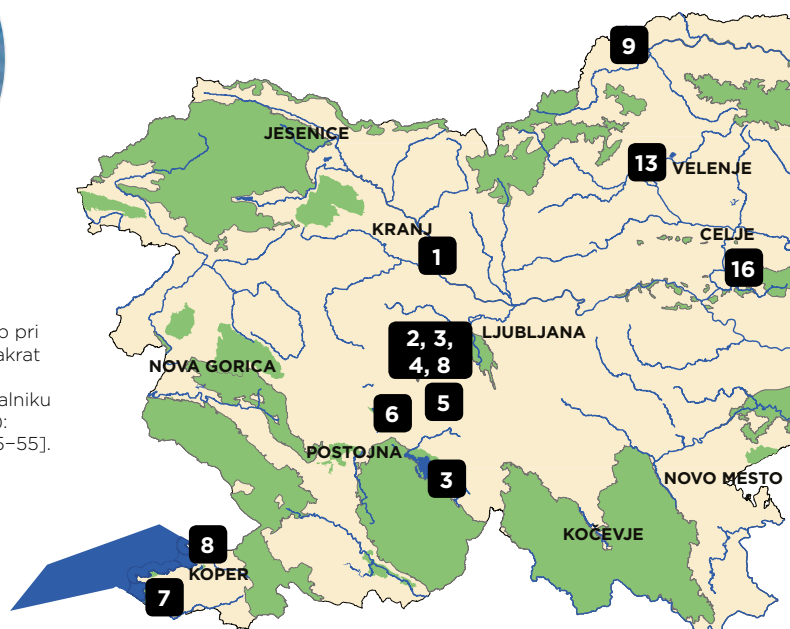 9
JESENICE
13 VELENJE
KRANJ
CELJE
1
16
o pri
akrat
alniku
):
5–55].
2, 3,
4, 8
LJUBLJANA
NOVA GORICA
5
6
POSTOJNA
3
NOVO MESTO
KOČEVJE
8
KOPER
7